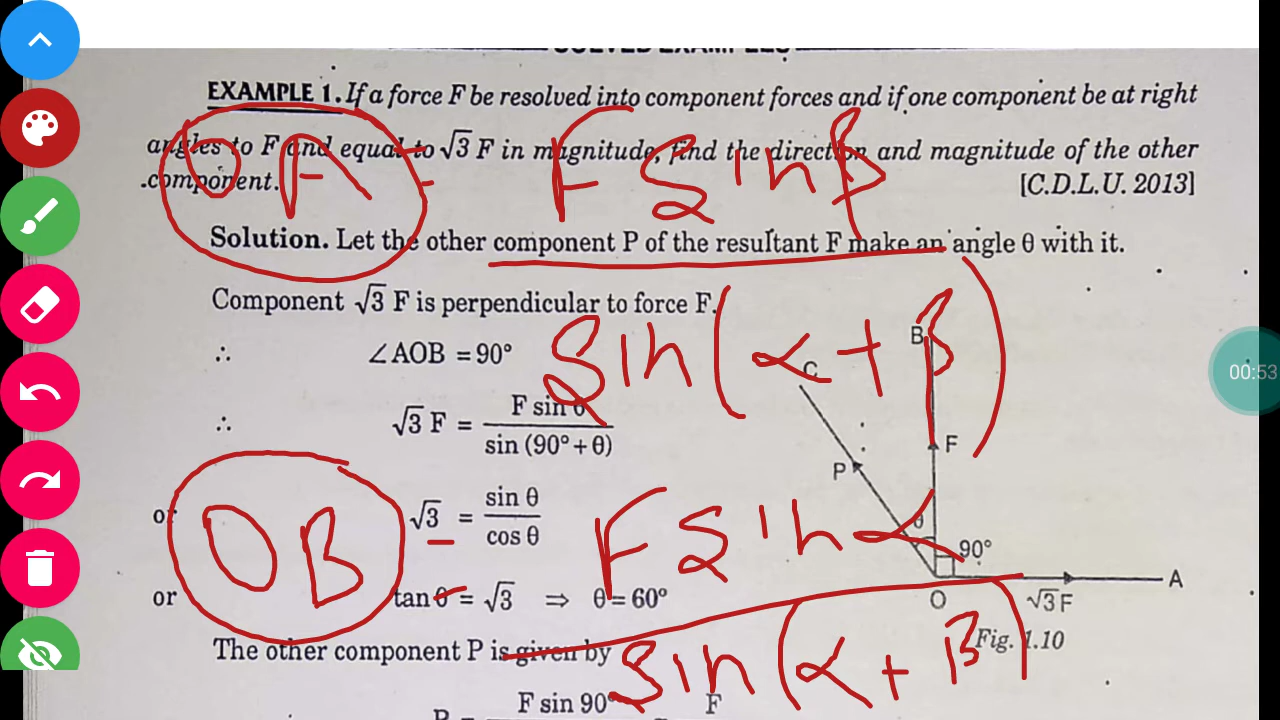 SOLVED EXAMPLES
EXAMPLE 1. If a force F be resolved into component forces and if one component be at right
angles to F and equal to √3 F in magnitude, find the direction and magnitude of the other
component. [C.D.L.U. 2013]
OA = F sin β
Solution. Let the other component P of the resultant F make an angle θ with it.
Component √3 F is perpendicular to force F.
sin (α + β)
∴ ∠AOB = 90°
∴ √3 F = F sin θ
sin (90° + θ)
or √3 = sin θ
cos θ
OB F sin α
sin (α + β)
or tan θ = √3 ⇒ θ = 60°
The other component P is given by
P = F sin 90° F
B
C
F
P
θ
90°
O
√3 F
A
Fig. 1.10
00:53